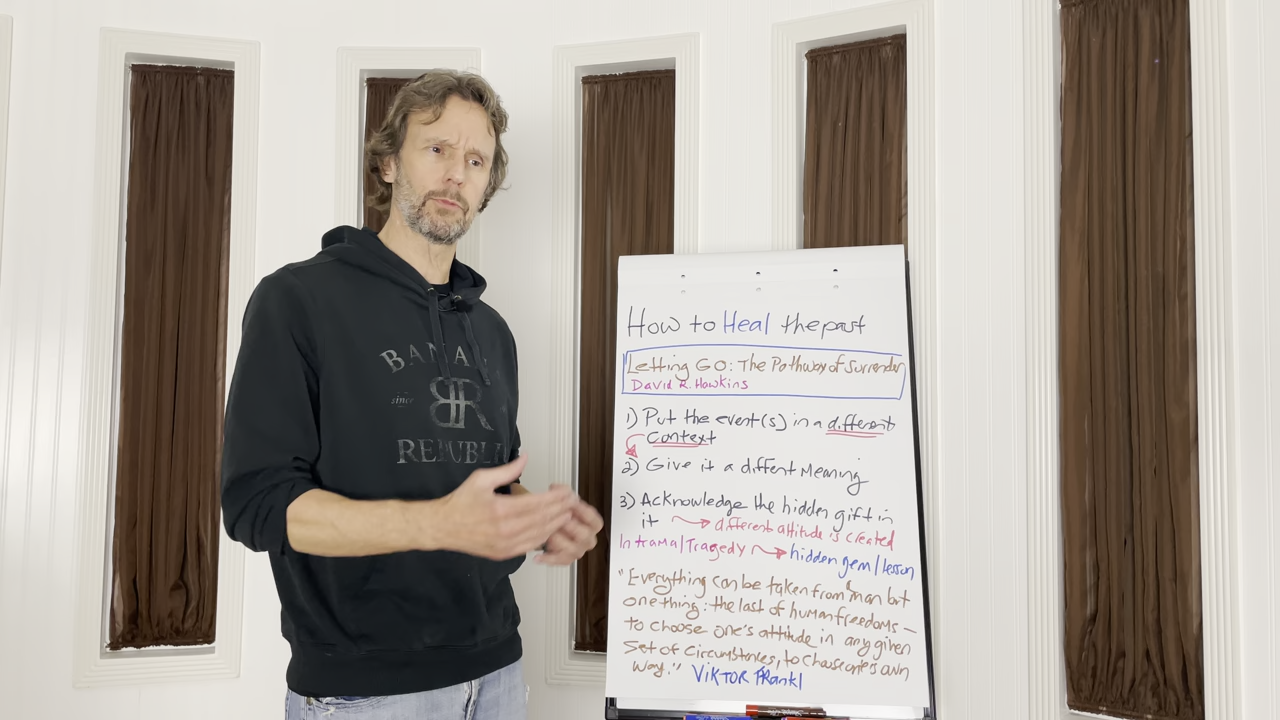 BANANA
since
BR
REPUBLIC
How to Heal the past
Letting GO: The Pathway of Surrender
David R. Hawkins
1) Put the event(s) in a different
Context
2) Give it a diffent Meaning
3) Acknowledge the hidden gift in
it → different attitude is created
In trama/Tragedy → hidden gem/lesson
"Everything can be taken from a man but
one thing: the last of human freedoms –
to choose one's attitude in any given
set of circumstances, to choose one's own
way." VIKTOR FRANKl